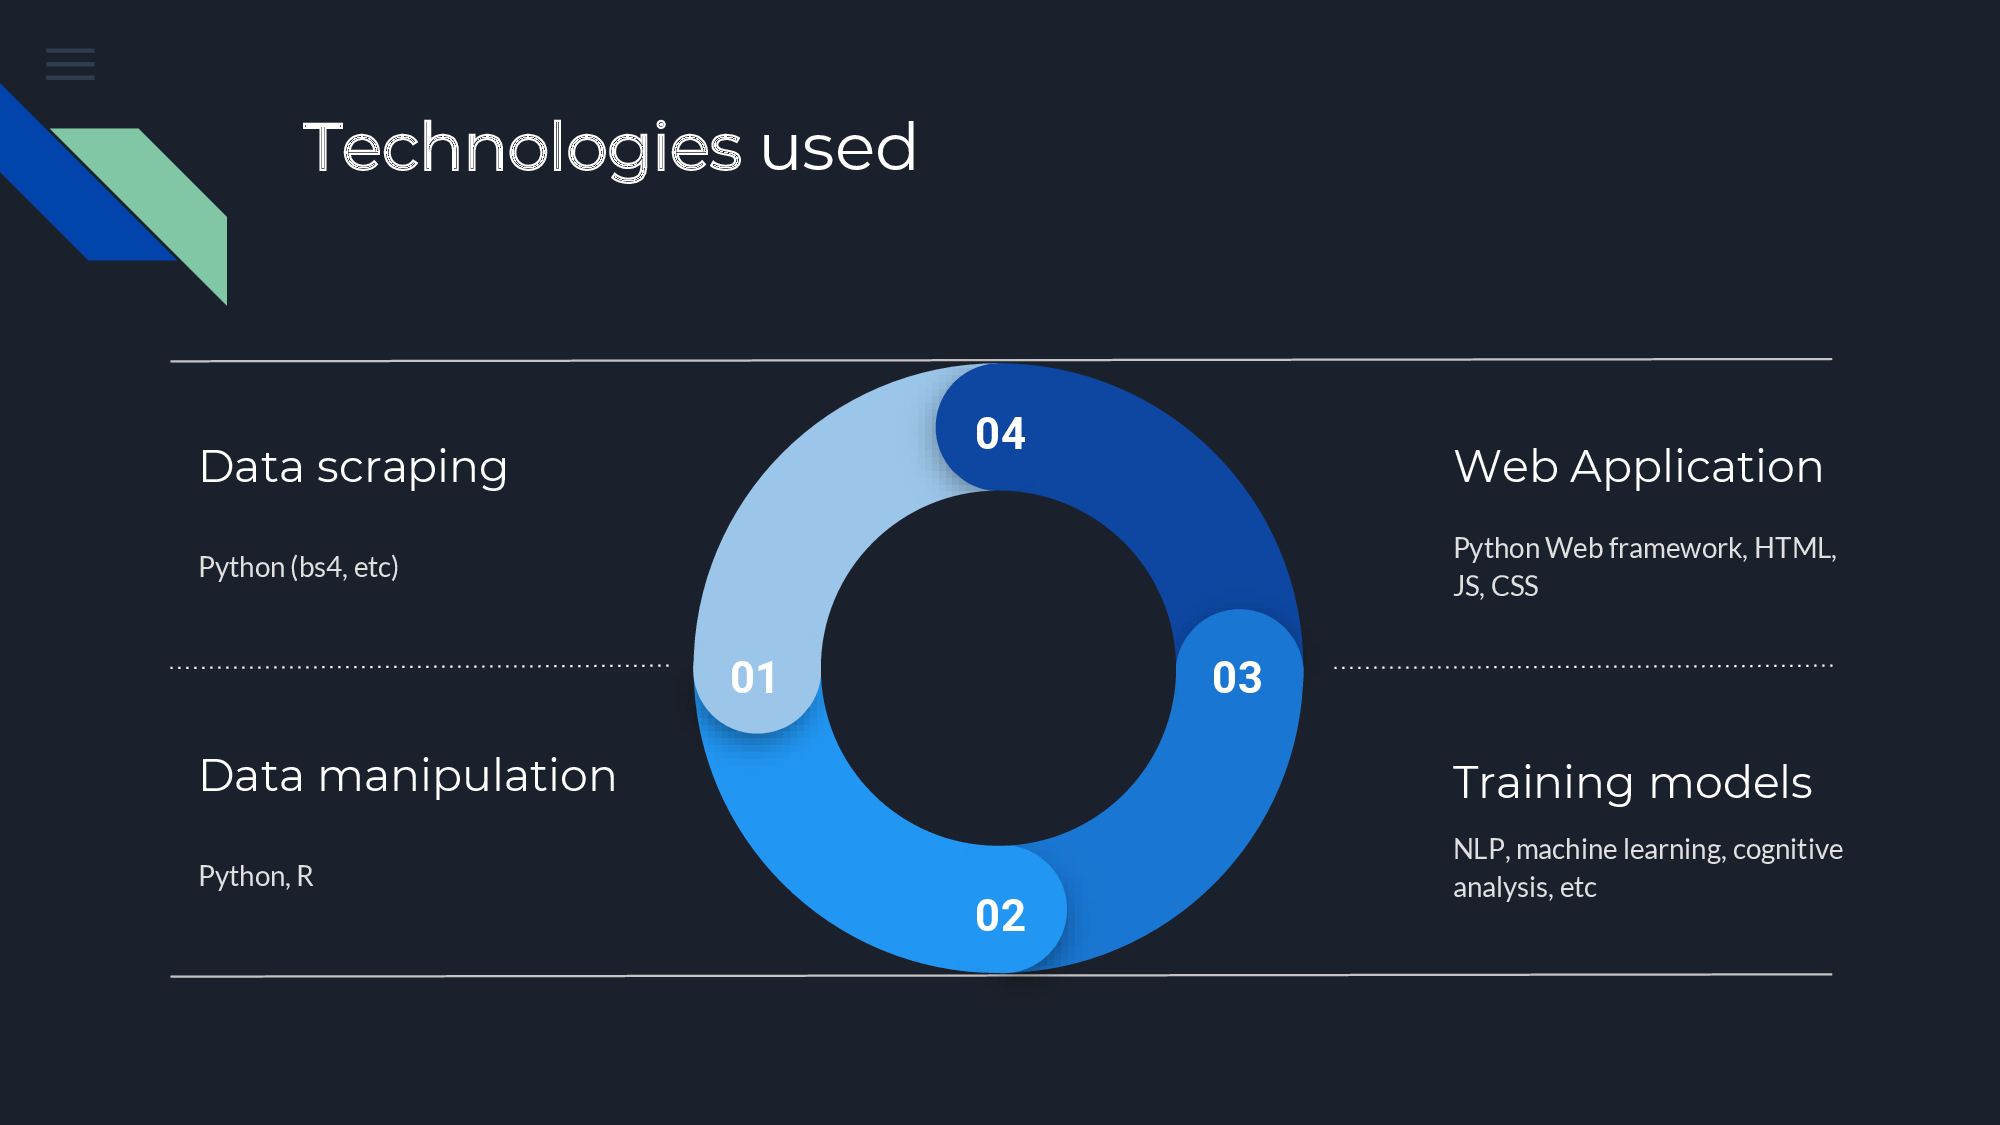 Technologies used
Data scraping
Python (bs4, etc)
Data manipulation
Python, R
04
01
03
02
Web Application
Python Web framework, HTML,
JS, CSS
Training models
NLP, machine learning, cognitive
analysis, etc